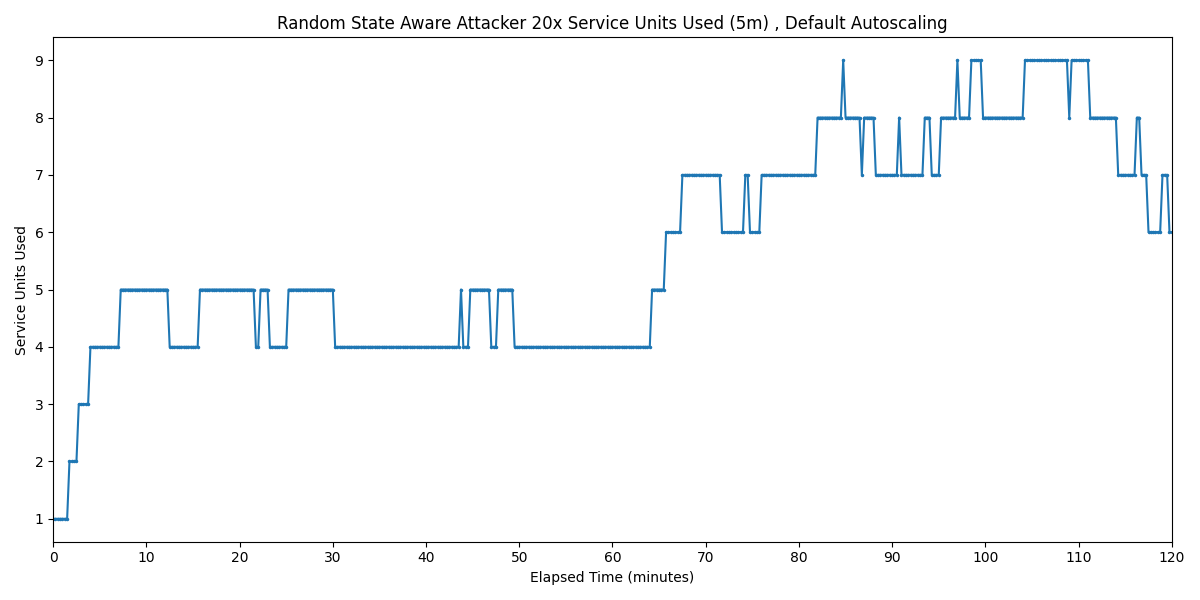 Random State Aware Attacker 20x Service Units Used (5m) , Default Autoscaling
9
8
7
6
5
4
3
2
1
Service Units Used
0 10 20 30 40 50 60 70 80 90 100 110 120
Elapsed Time (minutes)